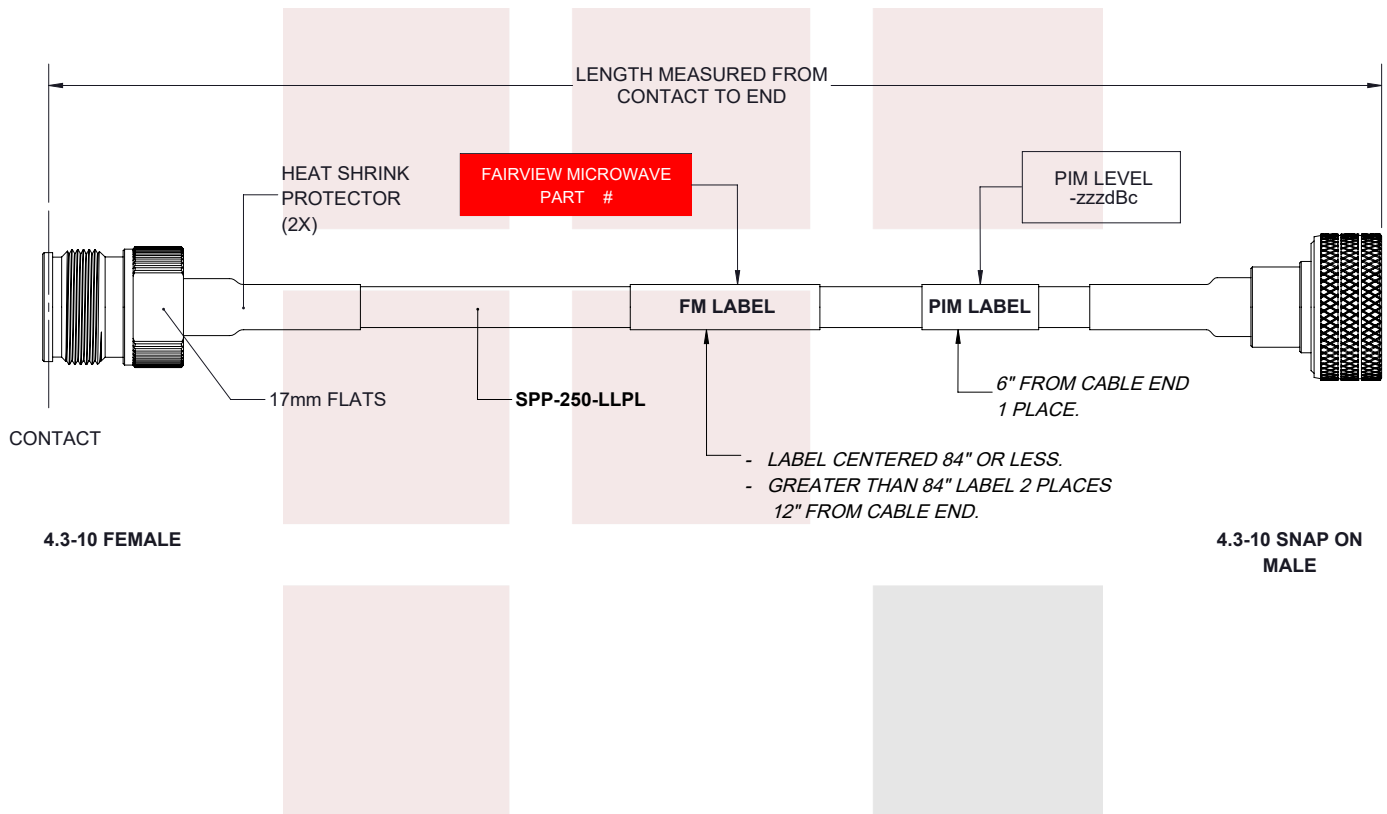 LENGTH MEASURED FROM
CONTACT TO END
HEAT SHRINK
PROTECTOR
(2X)
FAIRVIEW MICROWAVE
PART #
PIM LEVEL
-zzzdBc
FM LABEL
PIM LABEL
17mm FLATS
SPP-250-LLPL
6" FROM CABLE END
1 PLACE.
CONTACT
- LABEL CENTERED 84" OR LESS.
- GREATER THAN 84" LABEL 2 PLACES
12" FROM CABLE END.
4.3-10 FEMALE
4.3-10 SNAP ON
MALE